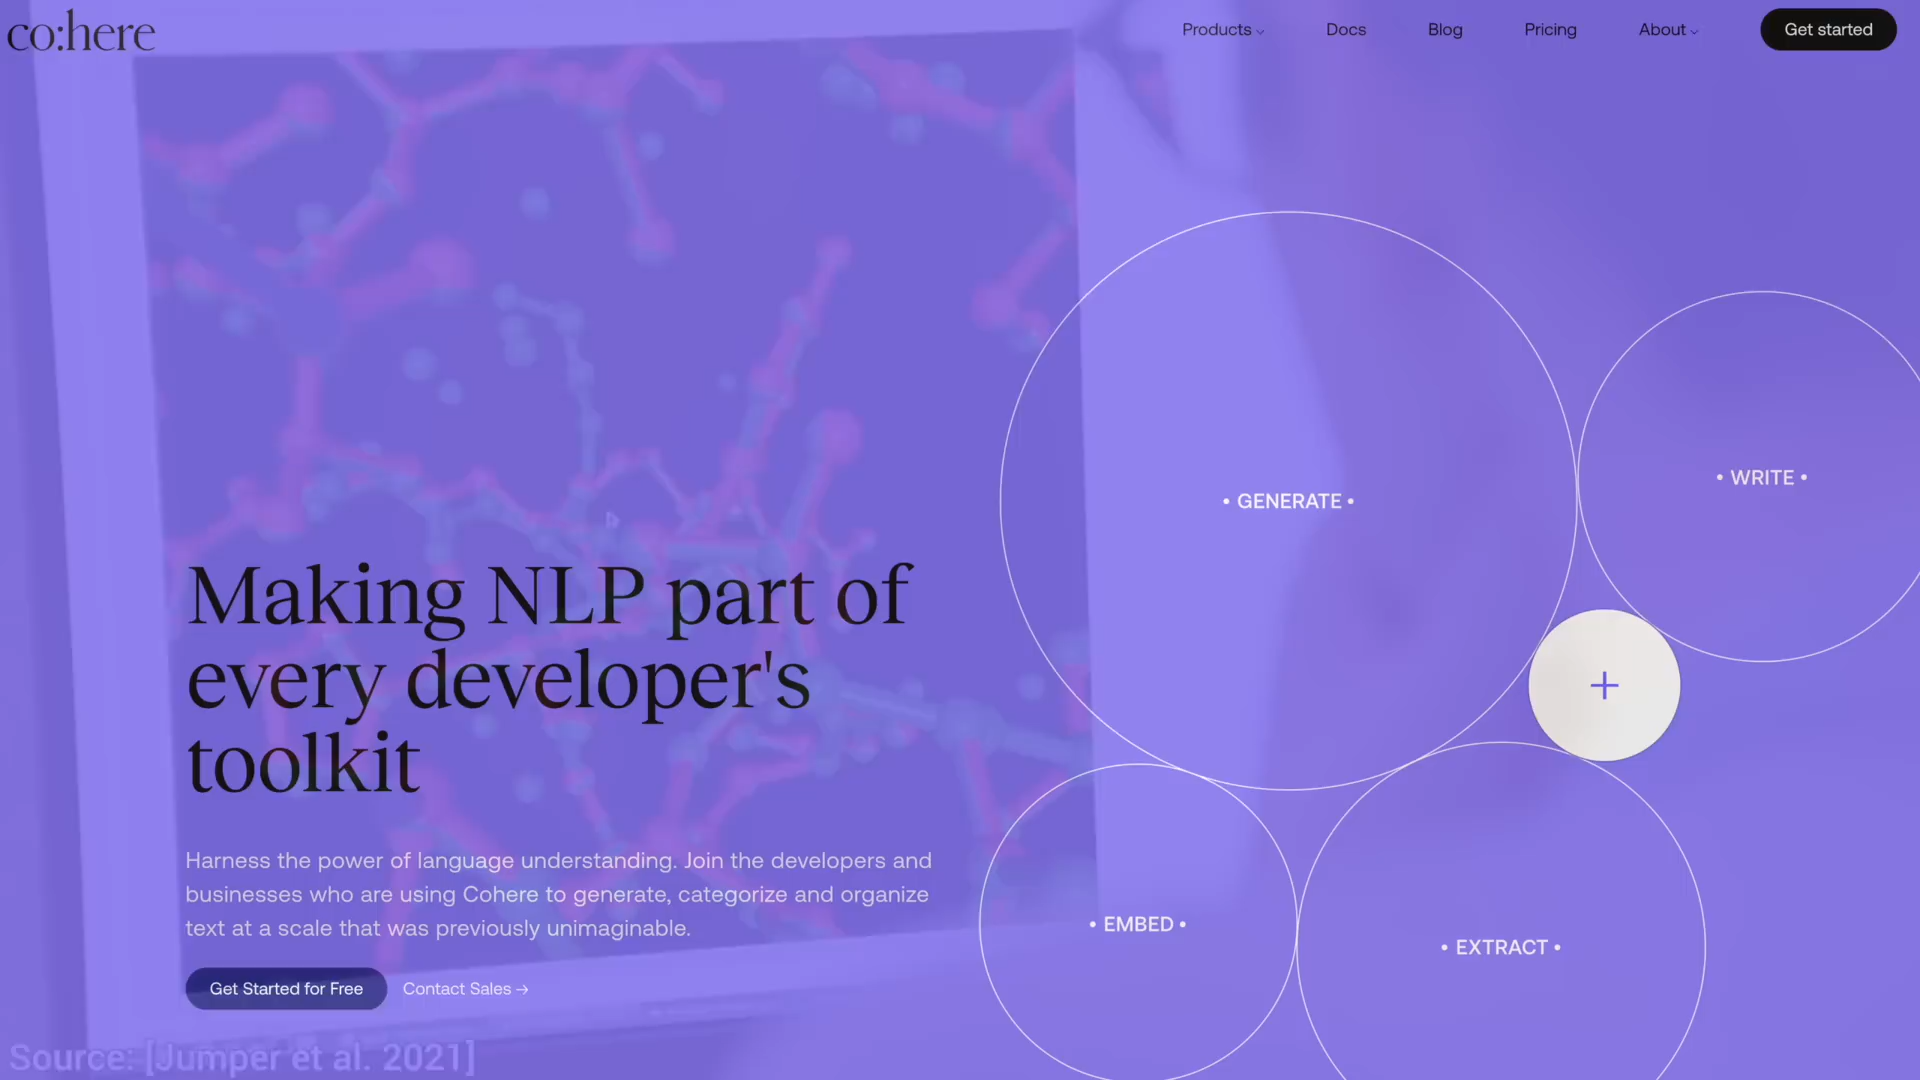 co:here
Products
Docs
Blog
Pricing
About
Get started
• GENERATE •
• WRITE •
Making NLP part of
every developer's
toolkit
Harness the power of language understanding. Join the developers and
businesses who are using Cohere to generate, categorize and organize
text at a scale that was previously unimaginable.
• EMBED •
• EXTRACT •
Get Started for Free
Contact Sales →
Source: [Jumper et al. 2021]